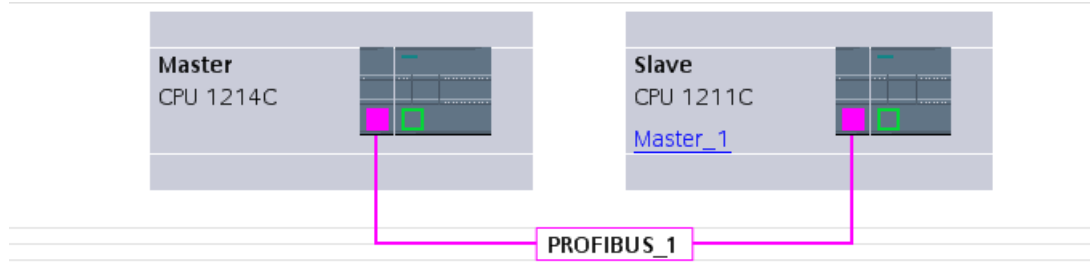 Master
CPU 1214C
Slave
CPU 1211C
Master_1
PROFIBUS_1